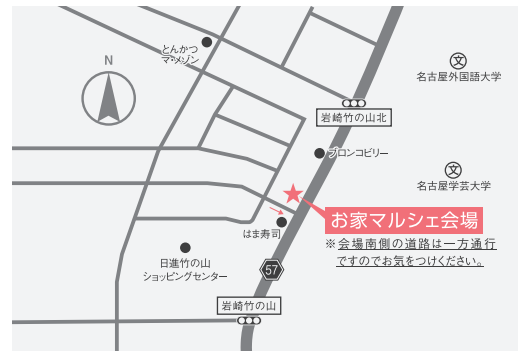 とんかつ
マ・メゾン
N
文
名古屋外国語大学
岩崎竹の山北
ブロンコビリー
文
名古屋学芸大学
お家マルシェ会場
※会場南側の道路は一方通行
ですのでお気をつけください。
はま寿司
日進竹の山
ショッピングセンター
57
岩崎竹の山